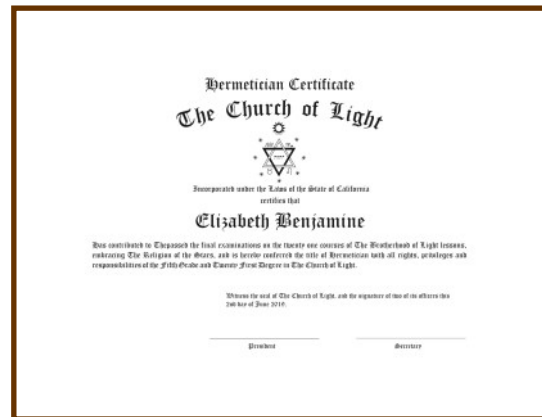 Hermetician Certificate
The Church of Light
Incorporated under the Laws of the State of California
certifies that
Elizabeth Benjamine
Has contributed to Thepassed the final examinations on the twenty one courses of The Brotherhood of Light lessons,
embracing The Religion of the Stars, and is hereby conferred the title of Hermetician with all rights, privileges and
responsibilities of the Fifth Grade and Twenty First Degree in The Church of Light.
Witness the seal of The Church of Light, and the signature of two of its officers this
2nd day of June 2019.
President Secretary